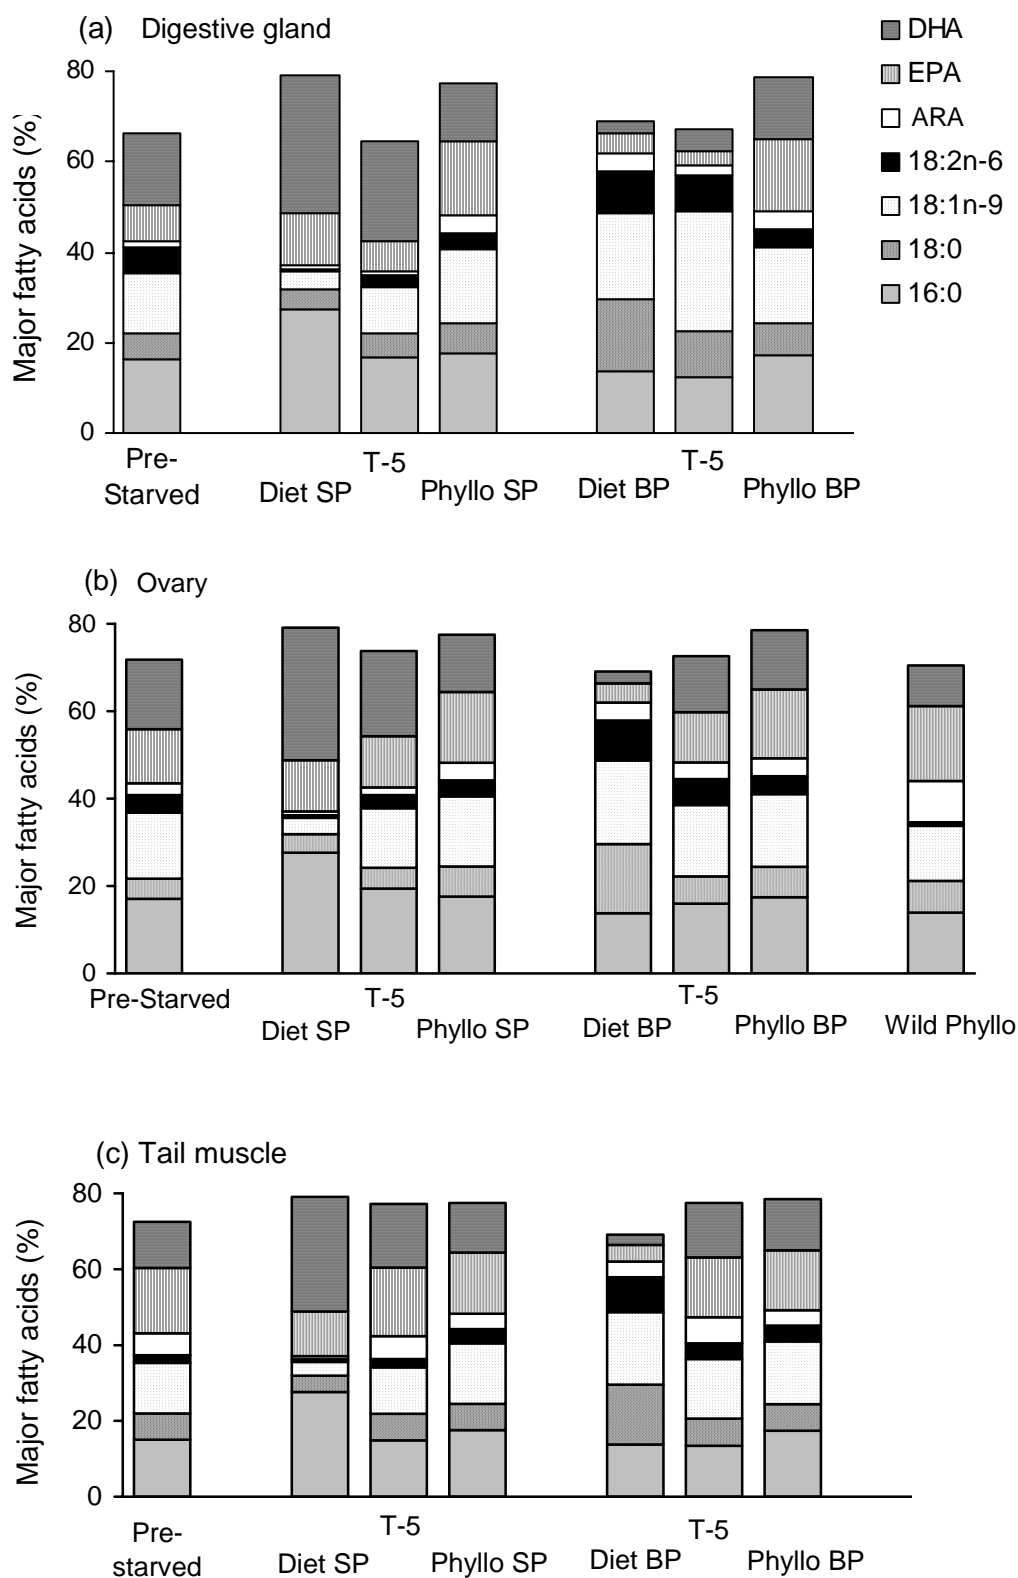 (a) Digestive gland
DHA
EPA
ARA
18:2n-6
18:1n-9
18:0
16:0
Major fatty acids (%)
80
60
40
20
0
Pre-
Starved
T-5
T-5
Diet SP
Phyllo SP
Diet BP
Phyllo BP
(b) Ovary
Major fatty acids (%)
80
60
40
20
0
Pre-Starved
T-5
T-5
Diet SP
Phyllo SP
Diet BP
Phyllo BP
Wild Phyllo
(c) Tail muscle
Major fatty acids (%)
80
60
40
20
0
Pre-
starved
T-5
T-5
Diet SP
Phyllo SP
Diet BP
Phyllo BP